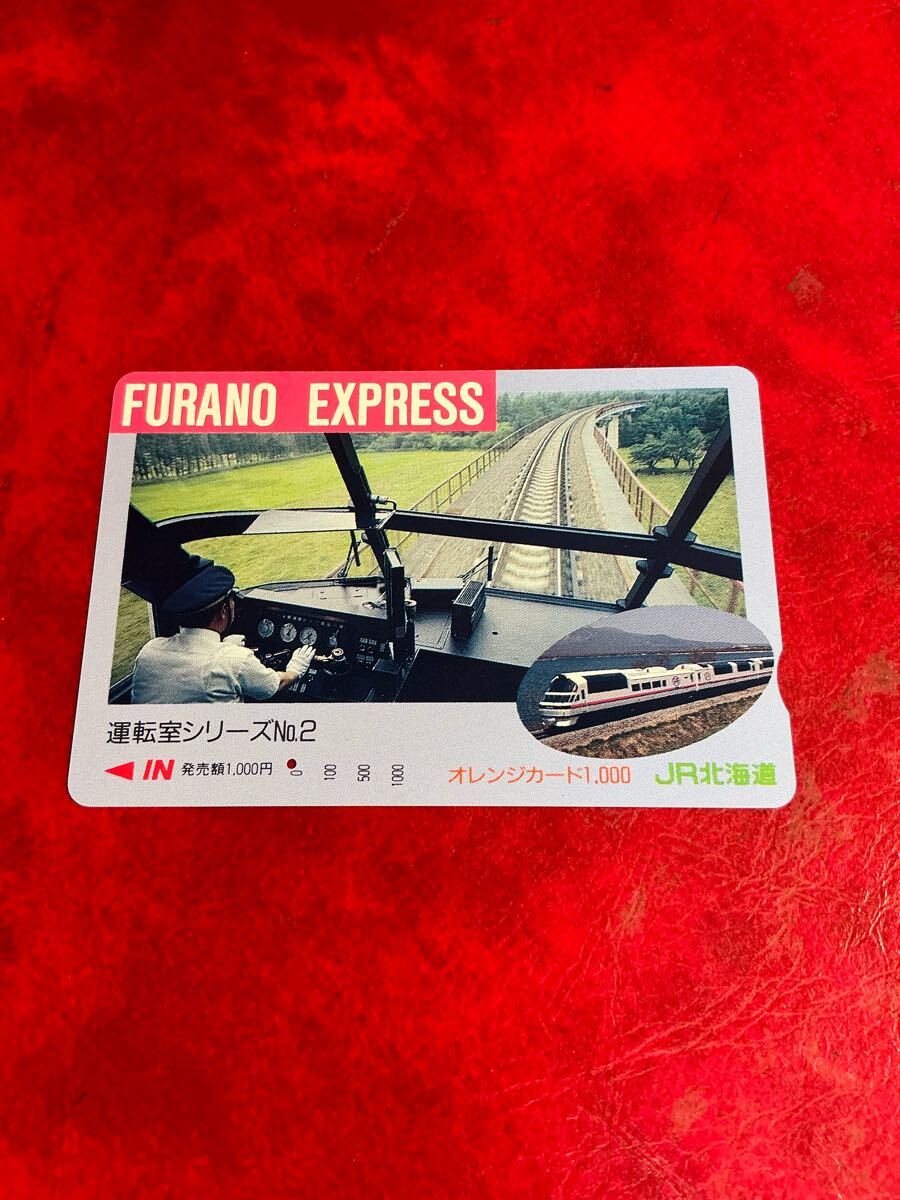 FURANO EXPRESS
運転室シリーズNo.2
IN 発売額1,000円 0 100 500 1000
オレンジカード1,000 JR北海道